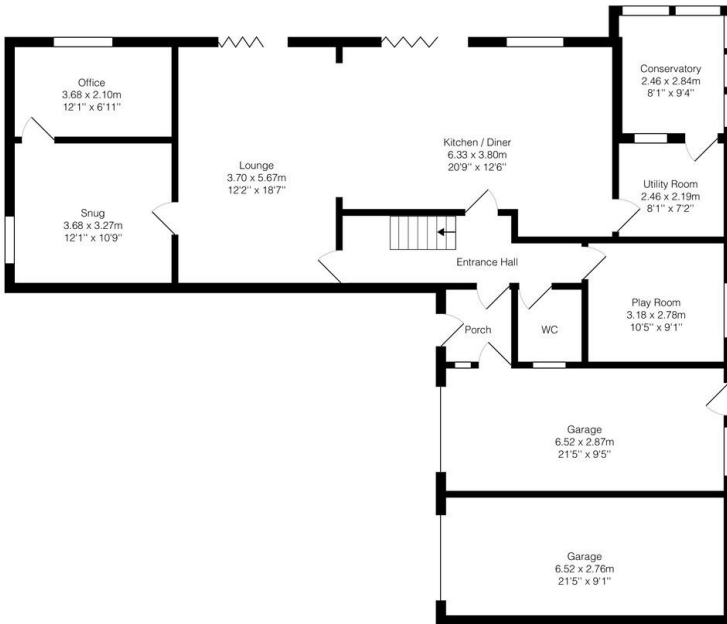 Office
3.68 x 2.10m
12'1'' x 6'11''
Conservatory
2.46 x 2.84m
8'1'' x 9'4''
Kitchen / Diner
6.33 x 3.80m
20'9'' x 12'6''
Lounge
3.70 x 5.67m
12'2'' x 18'7''
Utility Room
2.46 x 2.19m
8'1'' x 7'2''
Snug
3.68 x 3.27m
12'1'' x 10'9''
Entrance Hall
Play Room
3.18 x 2.78m
10'5'' x 9'1''
Porch
WC
Garage
6.52 x 2.87m
21'5'' x 9'5''
Garage
6.52 x 2.76m
21'5'' x 9'1''